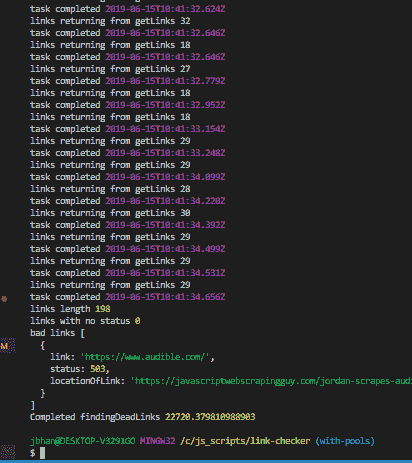 task completed 2019-06-15T10:41:32.624Z
links returning from getLinks 32
task completed 2019-06-15T10:41:32.646Z
links returning from getLinks 18
task completed 2019-06-15T10:41:32.646Z
links returning from getLinks 27
task completed 2019-06-15T10:41:32.779Z
links returning from getLinks 18
task completed 2019-06-15T10:41:32.952Z
links returning from getLinks 18
task completed 2019-06-15T10:41:33.154Z
links returning from getLinks 29
task completed 2019-06-15T10:41:33.248Z
links returning from getLinks 29
task completed 2019-06-15T10:41:34.099Z
links returning from getLinks 28
task completed 2019-06-15T10:41:34.220Z
links returning from getLinks 30
task completed 2019-06-15T10:41:34.392Z
links returning from getLinks 29
task completed 2019-06-15T10:41:34.499Z
links returning from getLinks 29
task completed 2019-06-15T10:41:34.531Z
links returning from getLinks 29
task completed 2019-06-15T10:41:34.656Z
links length 198
links with no status 0
bad links [
{
M
link: 'https://www.audible.com/',
status: 503,
locationOfLink: 'https://javascriptwebscrapingguy.com/jordan-scrapes-aud
}
]
Completed findingDeadLinks 22720.379810988903
jbhan@DESKTOP-V3291GO MINGW32 /c/js_scripts/link-checker (with-pools)
$